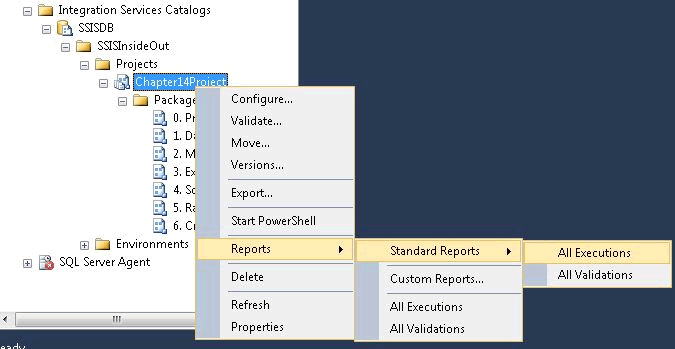 Integration Services Catalogs
SSISDB
SSISInsideOut
Projects
Chapter14Project
Package
0. Pr
1. Da
2. M
3. Ex
4. So
5. Ra
6. Cr
Environments
SQL Server Agent
Configure...
Validate...
Move...
Versions...
Export...
Start PowerShell
Reports
Delete
Refresh
Properties
Standard Reports
Custom Reports...
All Executions
All Validations
All Executions
All Validations
eady